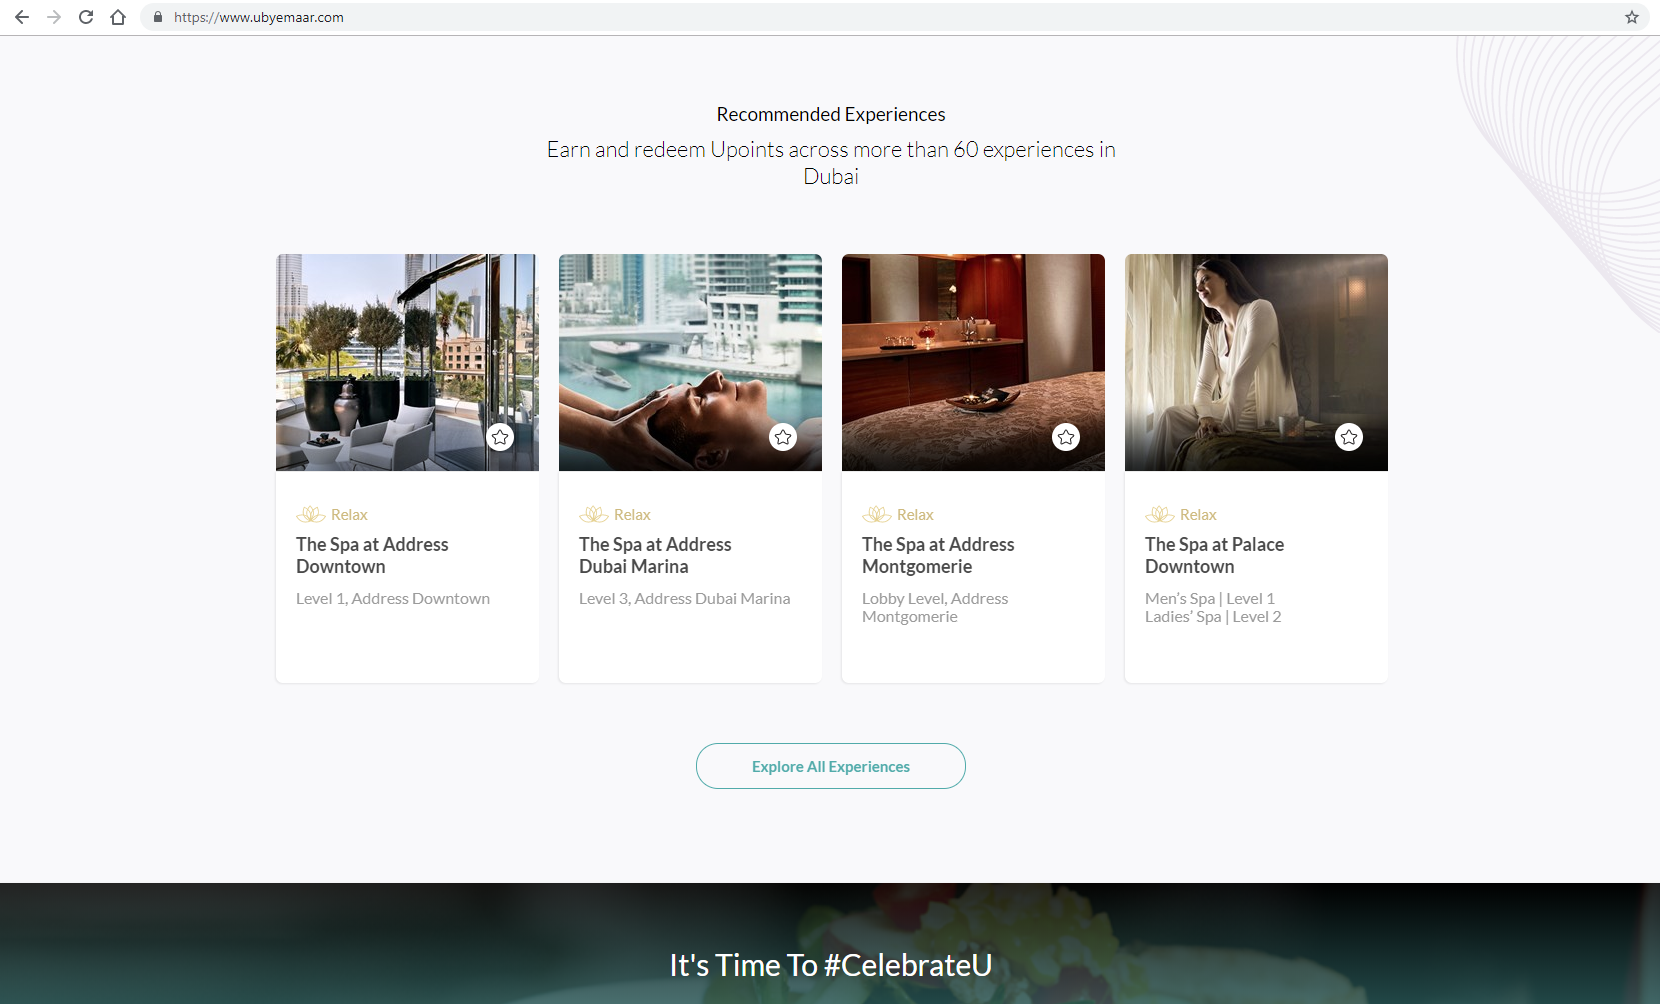 https://www.ubyemaar.com
Recommended Experiences
Earn and redeem Upoints across more than 60 experiences in
Dubai
Relax
The Spa at Address
Downtown
Level 1, Address Downtown
Relax
The Spa at Address
Dubai Marina
Level 3, Address Dubai Marina
Relax
The Spa at Address
Montgomerie
Lobby Level, Address
Montgomerie
Relax
The Spa at Palace
Downtown
Men’s Spa | Level 1
Ladies’ Spa | Level 2
Explore All Experiences
It's Time To #CelebrateU